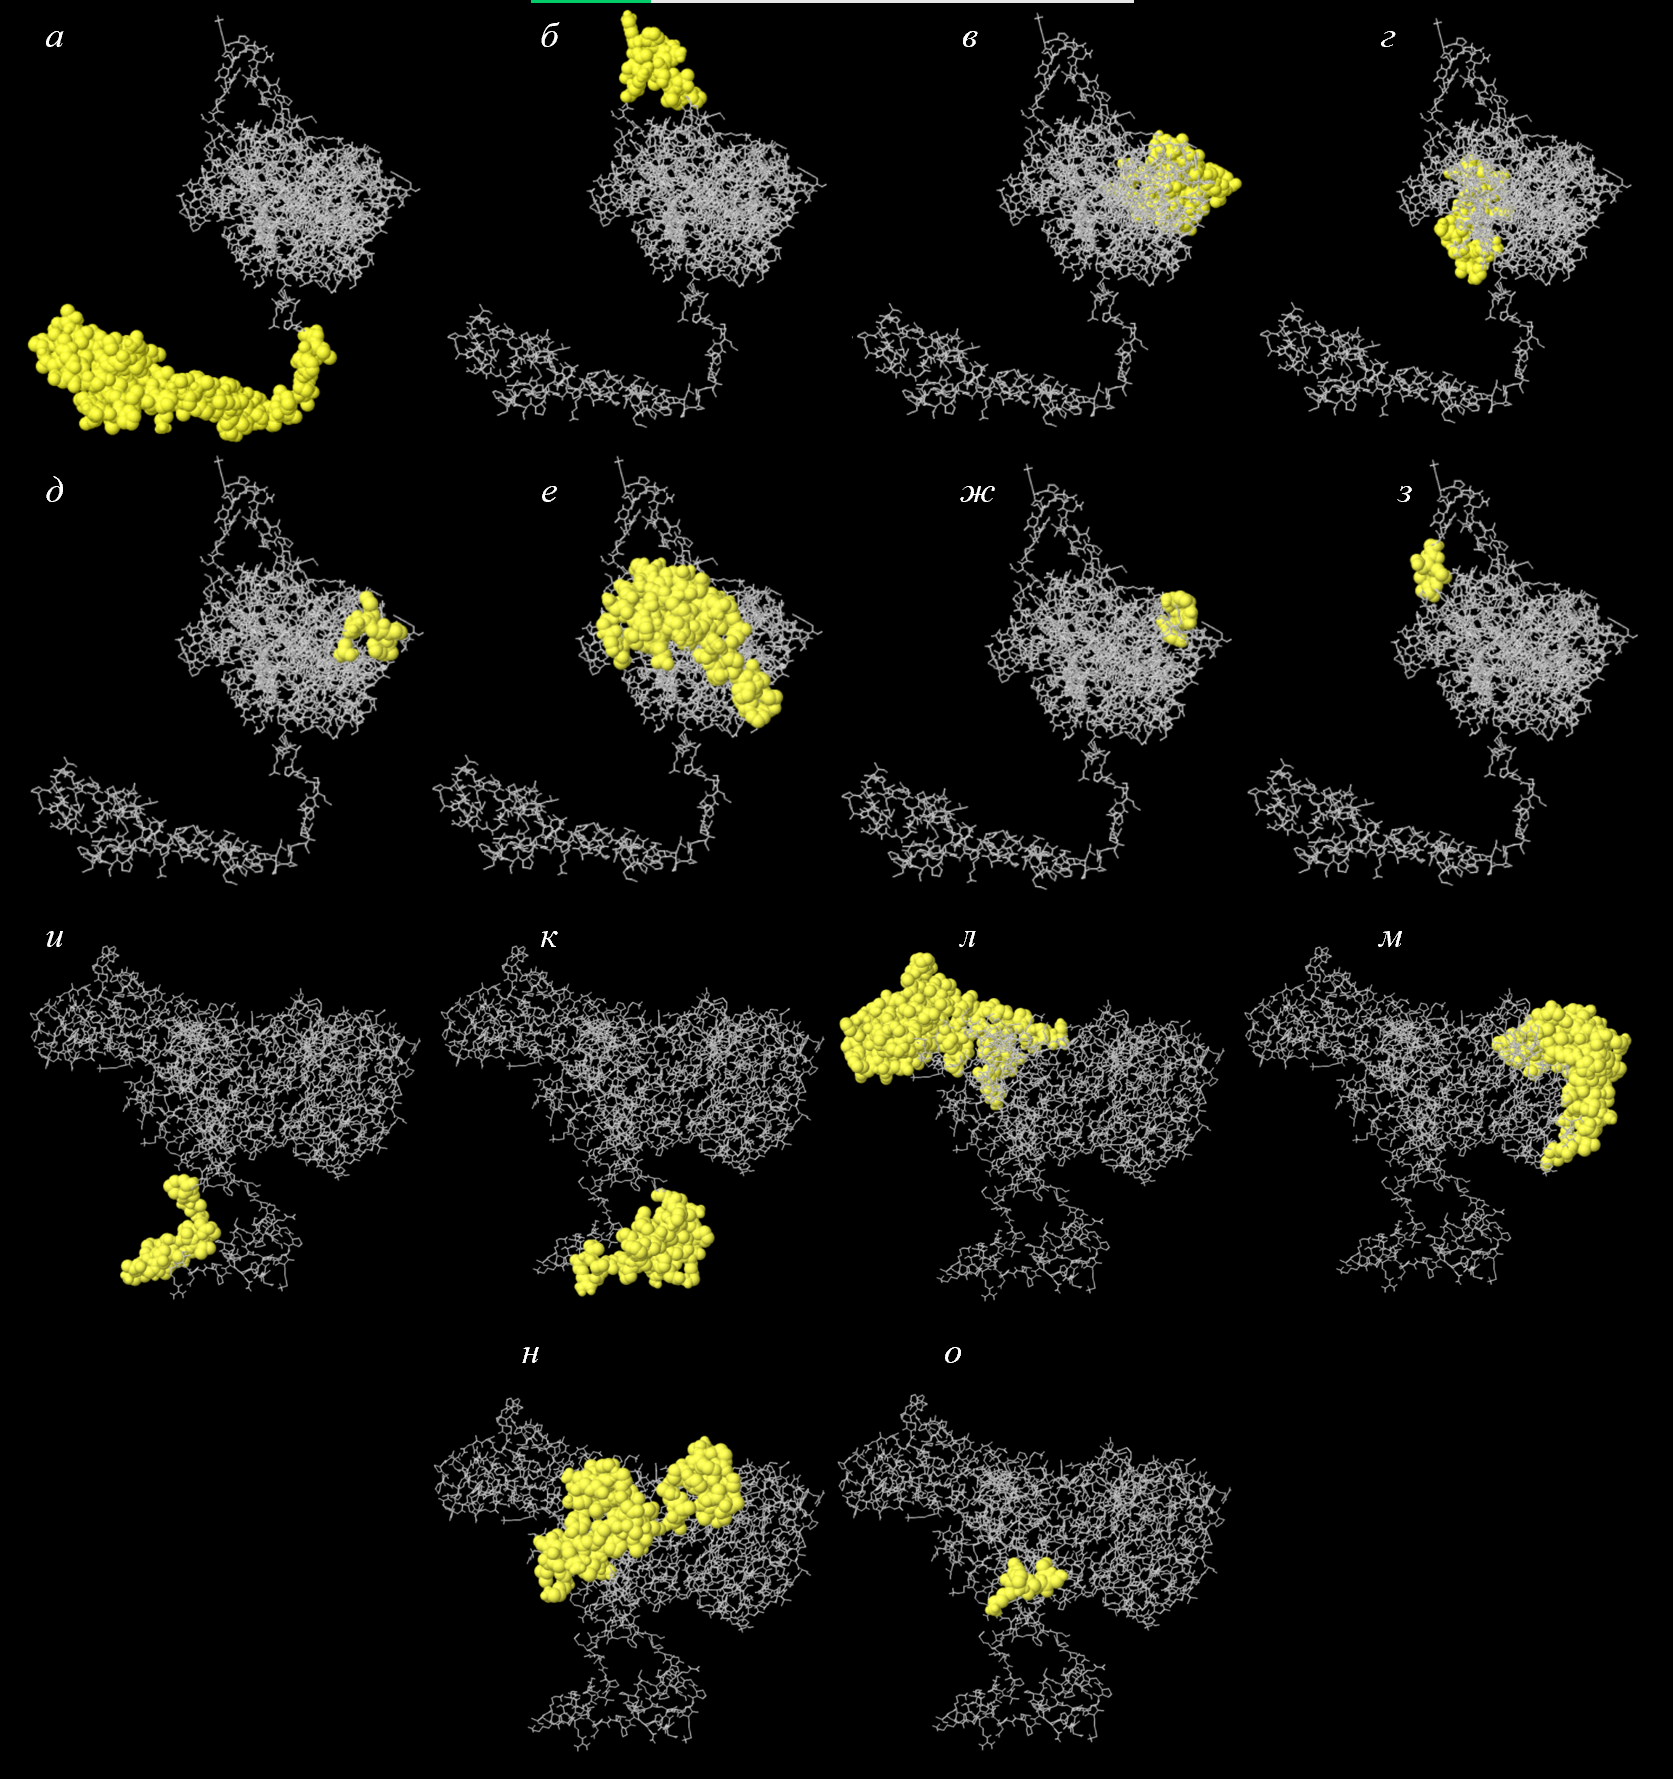 а б в г
д е ж з
и к л м
н о